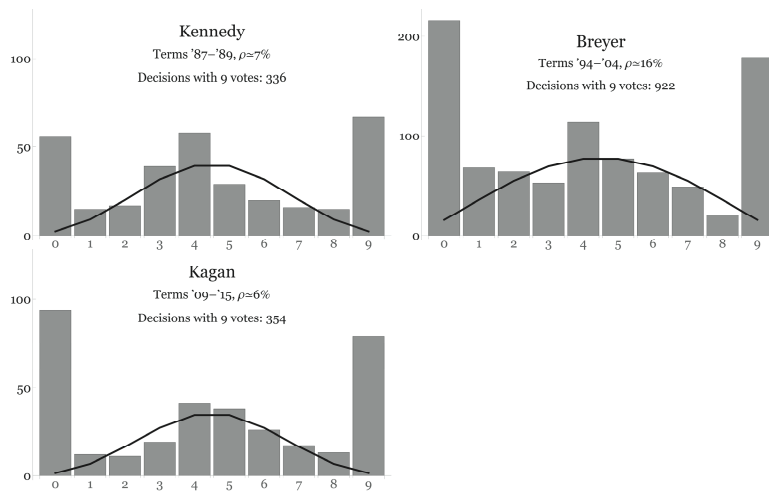 Kennedy
Terms ’87–’89, ρ≃7%
Decisions with 9 votes: 336
100
50
0
0 1 2 3 4 5 6 7 8 9
Breyer
Terms ’94–’04, ρ≃16%
Decisions with 9 votes: 922
200
100
0
0 1 2 3 4 5 6 7 8 9
Kagan
Terms ’09–’15, ρ≃6%
Decisions with 9 votes: 354
100
50
0
0 1 2 3 4 5 6 7 8 9